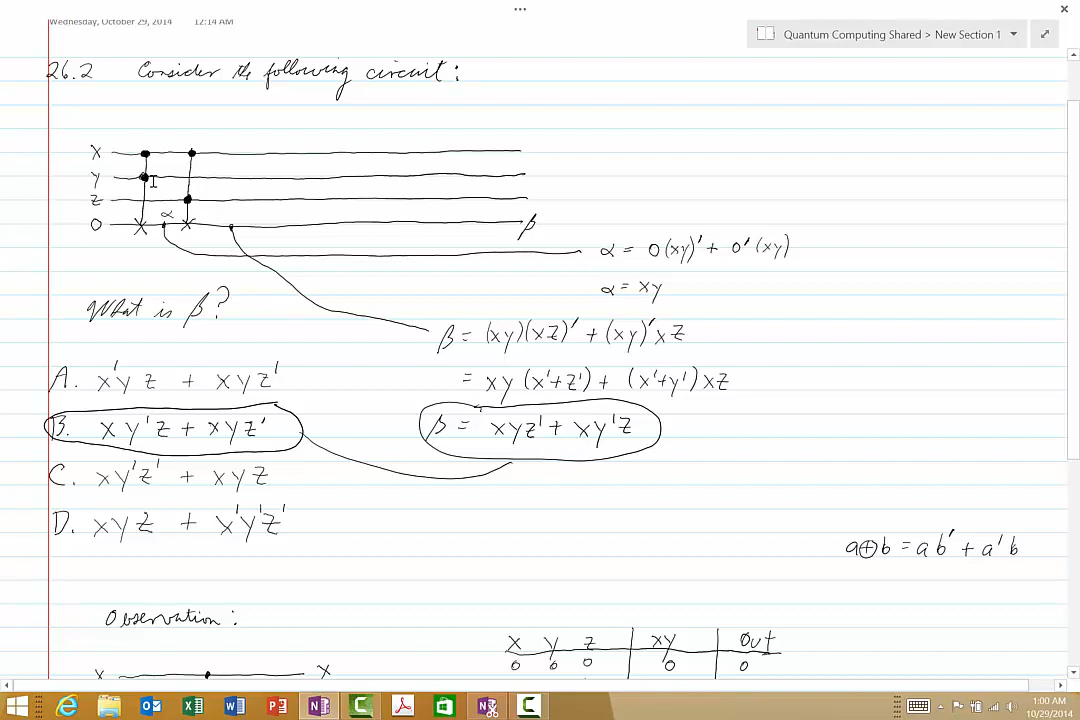 Wednesday, October 29, 2014 12:14 AM
Quantum Computing Shared > New Section 1
26.2 Consider the following circuit:
X
Y
Z
0 α β
α = 0(xy)' + 0'(xy)
α = xy
What is β?
β = (xy)(xz)' + (xy)'xz
A. x'yz + xyz'
= xy(x'+z') + (x'+y')xz
B. xy'z + xyz'
β = xyz' + xy'z
C. xy'z' + xyz
D. xyz + x'y'z'
a⊕b = ab' + a'b
Observation:
X Y Z XY Out
0 0 0 0 0
X X
1:00 AM
10/29/2014